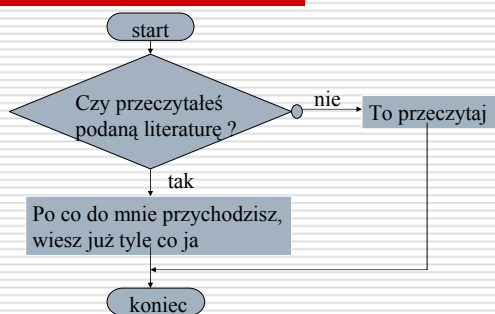 start
Czy przeczytałeś
podaną literaturę ?
nie
To przeczytaj
tak
Po co do mnie przychodzisz,
wiesz już tyle co ja
koniec